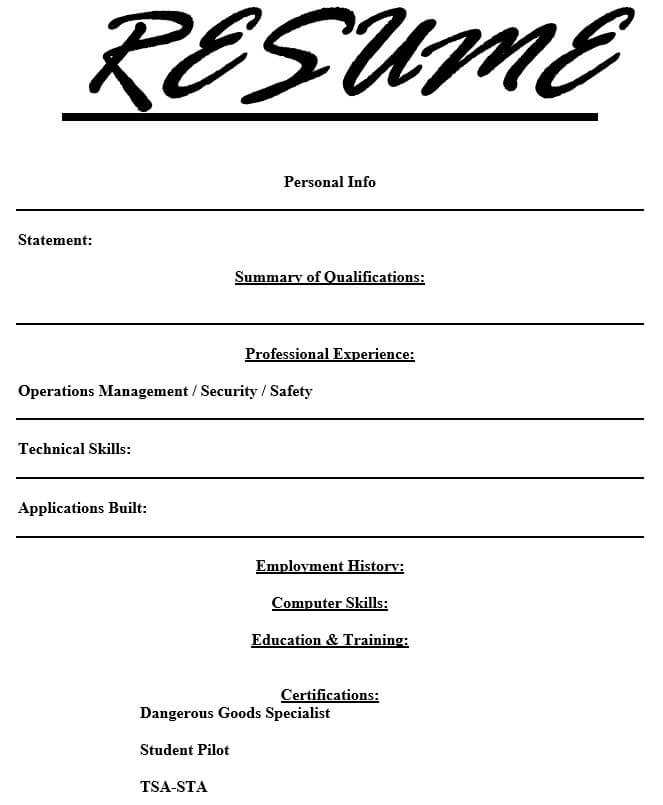 RESUME
Personal Info
Statement:
Summary of Qualifications:
Professional Experience:
Operations Management / Security / Safety
Technical Skills:
Applications Built:
Employment History:
Computer Skills:
Education & Training:
Certifications:
Dangerous Goods Specialist
Student Pilot
TSA-STA